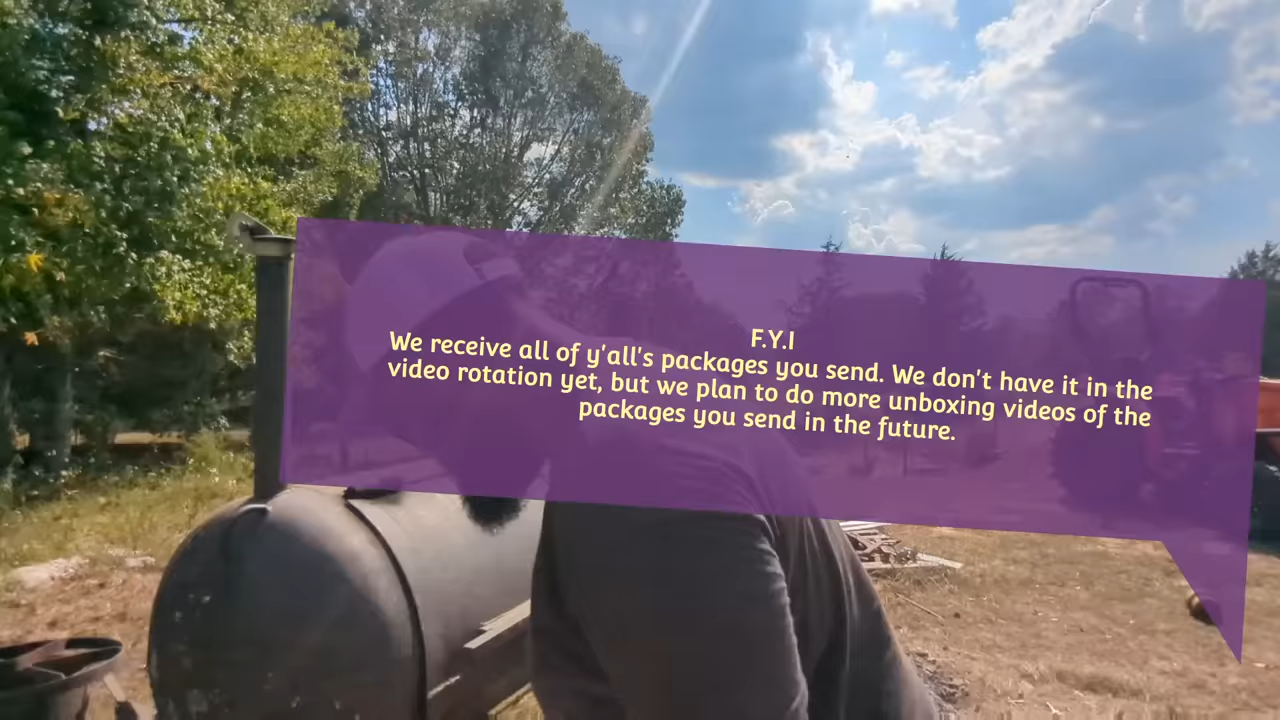 F.Y.I
We receive all of y'all's packages you send. We don't have it in the
video rotation yet, but we plan to do more unboxing videos of the
packages you send in the future.